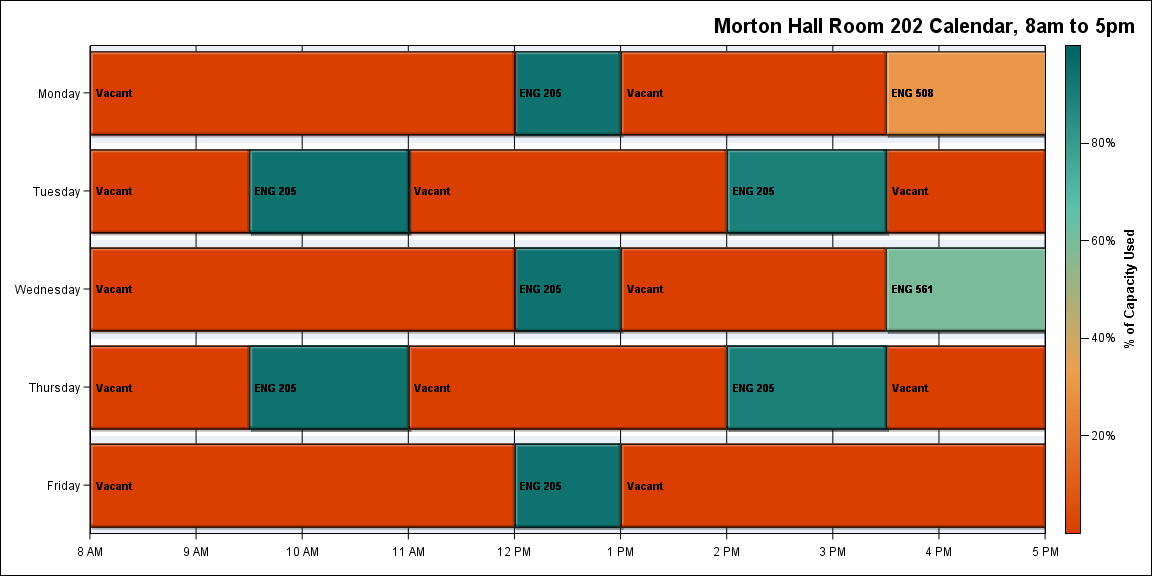 Morton Hall Room 202 Calendar, 8am to 5pm
Monday
Vacant
ENG 205
Vacant
ENG 508
Tuesday
Vacant
ENG 205
Vacant
ENG 205
Vacant
Wednesday
Vacant
ENG 205
Vacant
ENG 561
Thursday
Vacant
ENG 205
Vacant
ENG 205
Vacant
Friday
Vacant
ENG 205
Vacant
8 AM
9 AM
10 AM
11 AM
12 PM
1 PM
2 PM
3 PM
4 PM
5 PM
80%
60%
40%
20%
% of Capacity Used